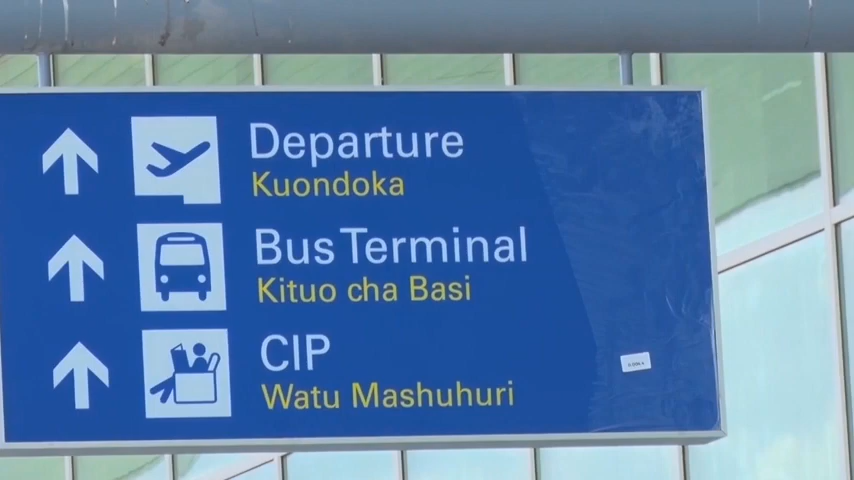 Departure
Kuondoka
Bus Terminal
Kituo cha Basi
CIP
Watu Mashuhuri